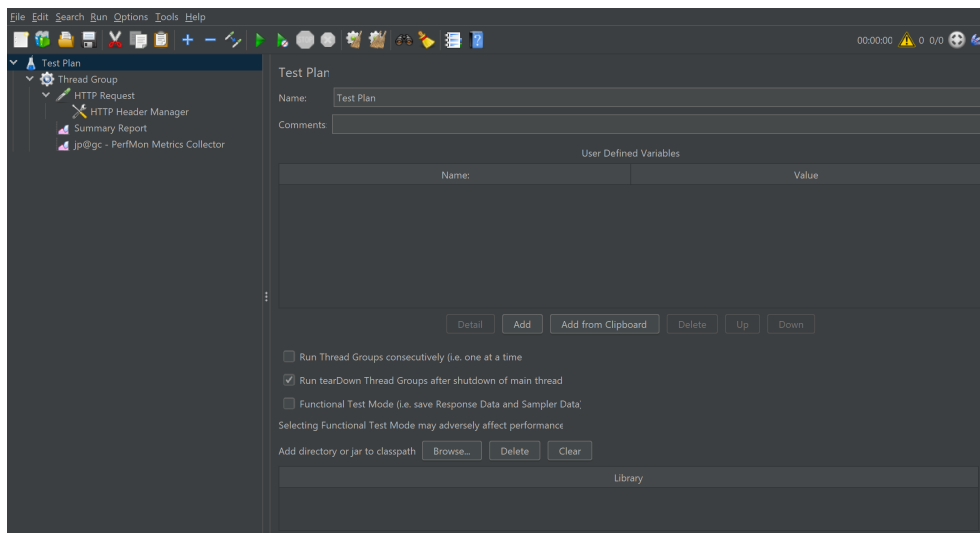 File Edit Search Run Options Tools Help
00:00:00 0 0/0
Test Plan
Thread Group
HTTP Request
HTTP Header Manager
Summary Report
jp@gc - PerfMon Metrics Collector
Test Plan
Name: Test Plan
Comments
User Defined Variables
Name: Value
Detail Add Add from Clipboard Delete Up Down
Run Thread Groups consecutively (i.e. one at a time
Run tearDown Thread Groups after shutdown of main thread
Functional Test Mode (i.e. save Response Data and Sampler Data)
Selecting Functional Test Mode may adversely affect performance
Add directory or jar to classpath Browse... Delete Clear
Library